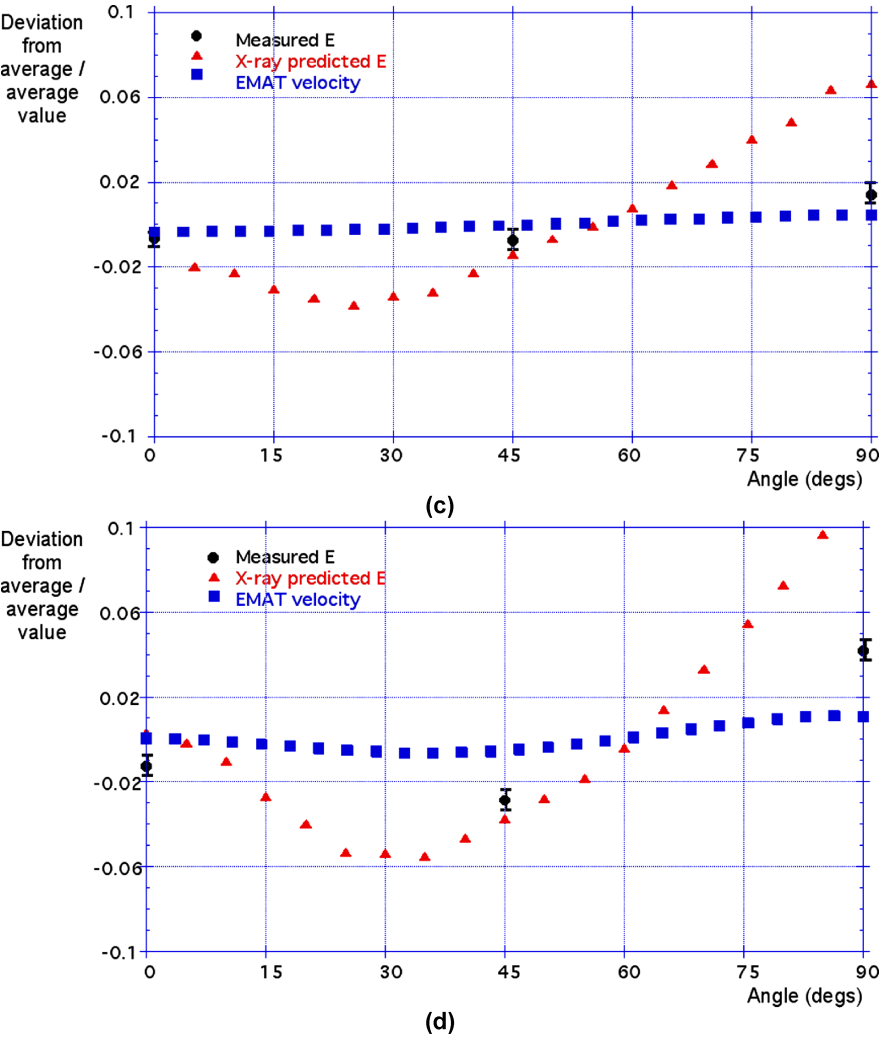 Deviation
from
average /
average
value
0.1
0.06
0.02
-0.02
-0.06
-0.1
Measured E
X-ray predicted E
EMAT velocity
0 15 30 45 60 75 90
Angle (degs)
(c)
Deviation
from
average /
average
value
0.1
0.06
0.02
-0.02
-0.06
-0.1
Measured E
X-ray predicted E
EMAT velocity
0 15 30 45 60 75 90
Angle (degs)
(d)